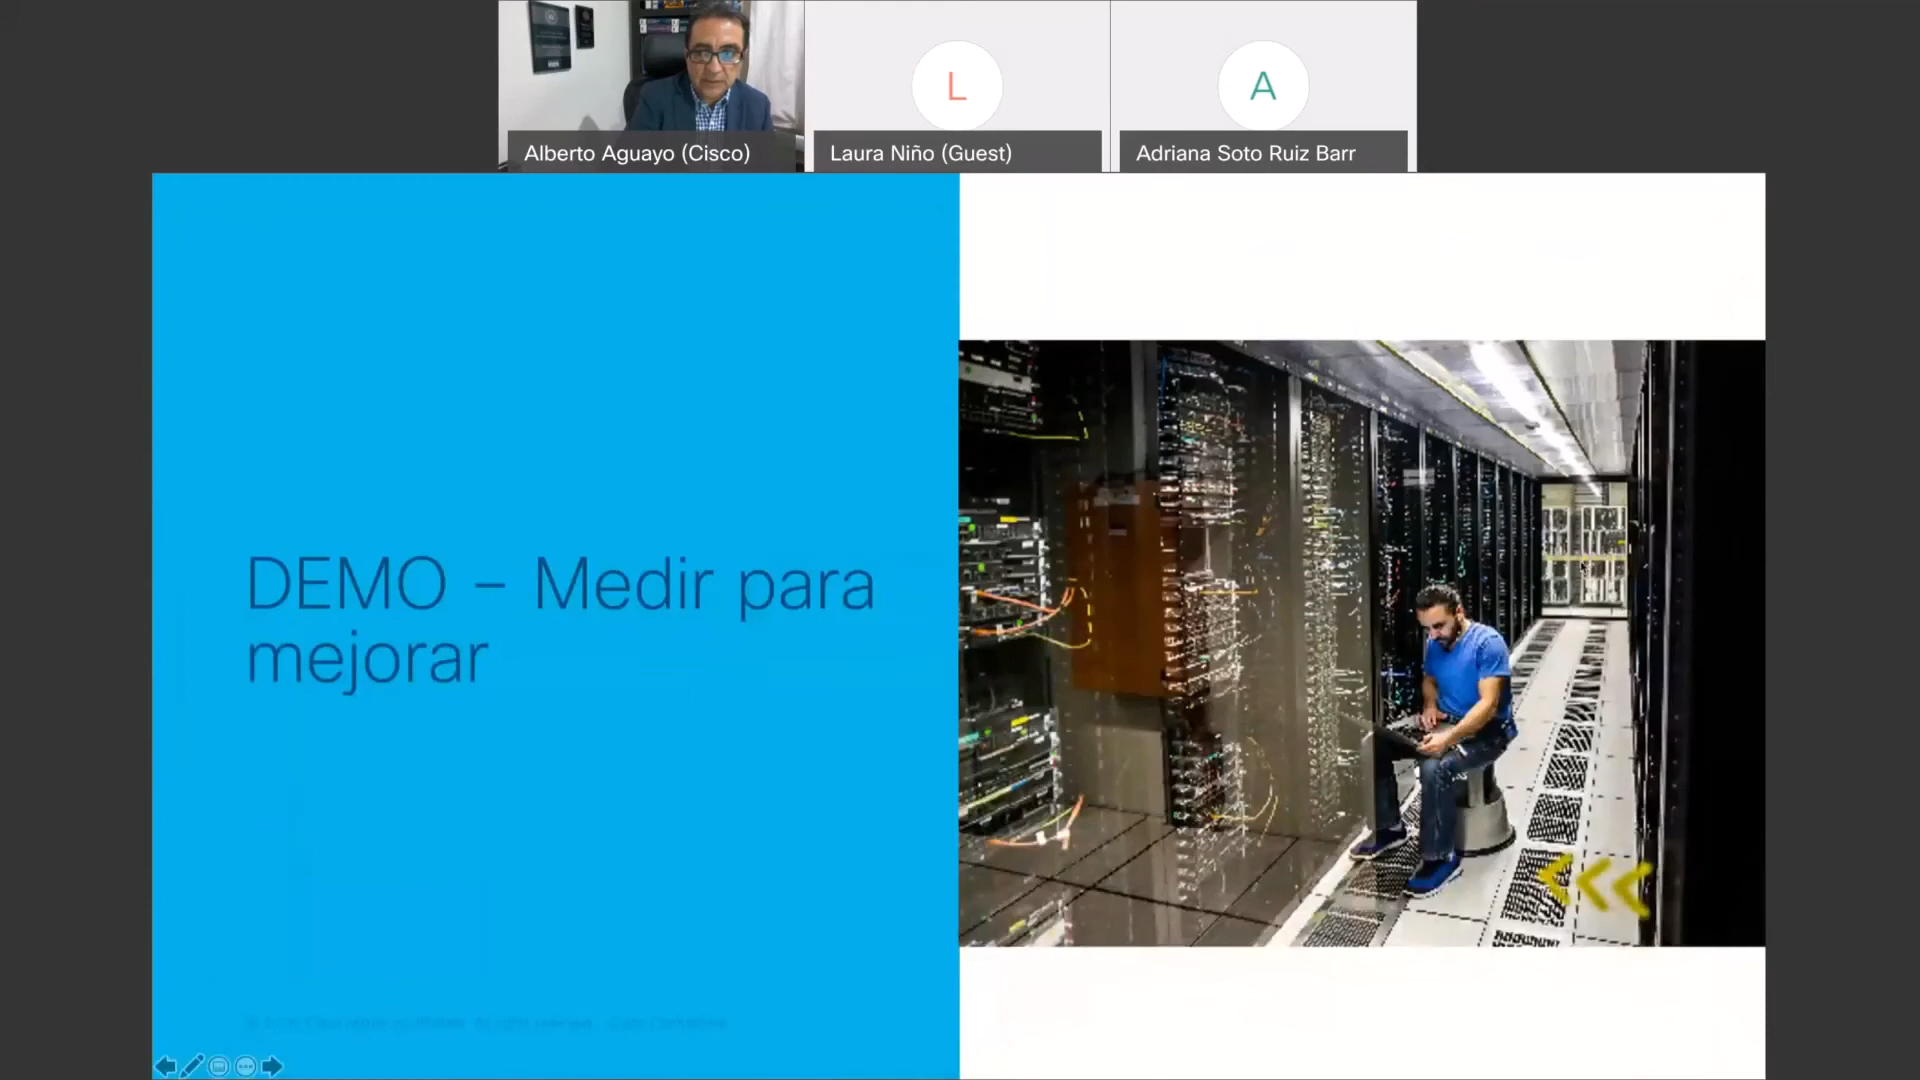 Alberto Aguayo (Cisco)
L
Laura Niño (Guest)
A
Adriana Soto Ruiz Barr
DEMO – Medir para
mejorar